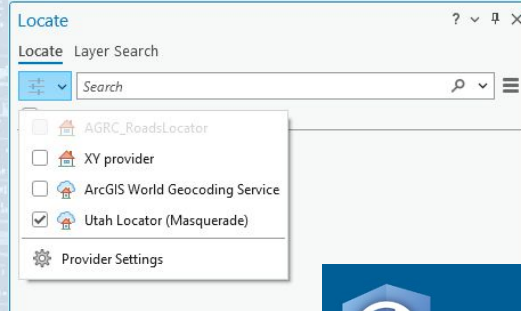 Locate
Locate Layer Search
Search
AGRC_RoadsLocator
XY provider
ArcGIS World Geocoding Service
Utah Locator (Masquerade)
Provider Settings